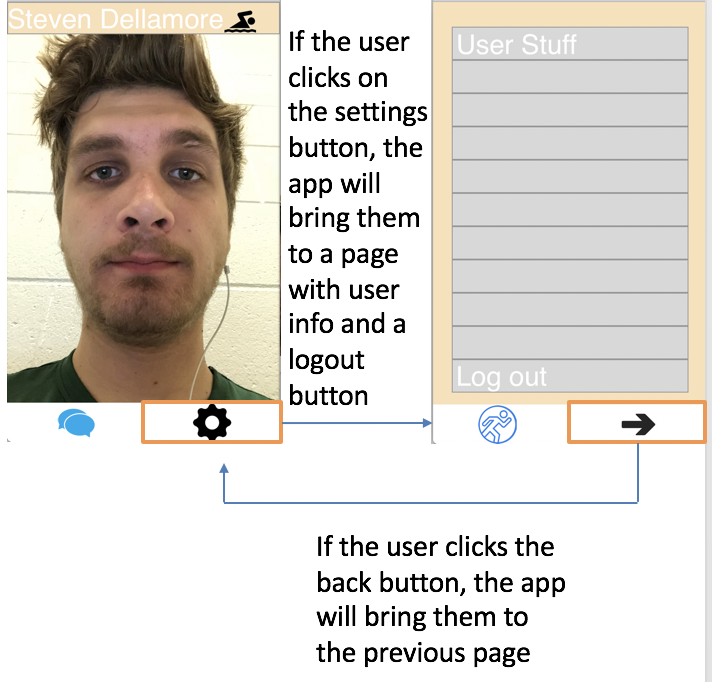 Steven Dellamore
If the user
clicks on
the settings
button, the
app will
bring them
to a page
with user
info and a
logout
button
User Stuff
Log out
If the user clicks the
back button, the app
will bring them to
the previous page